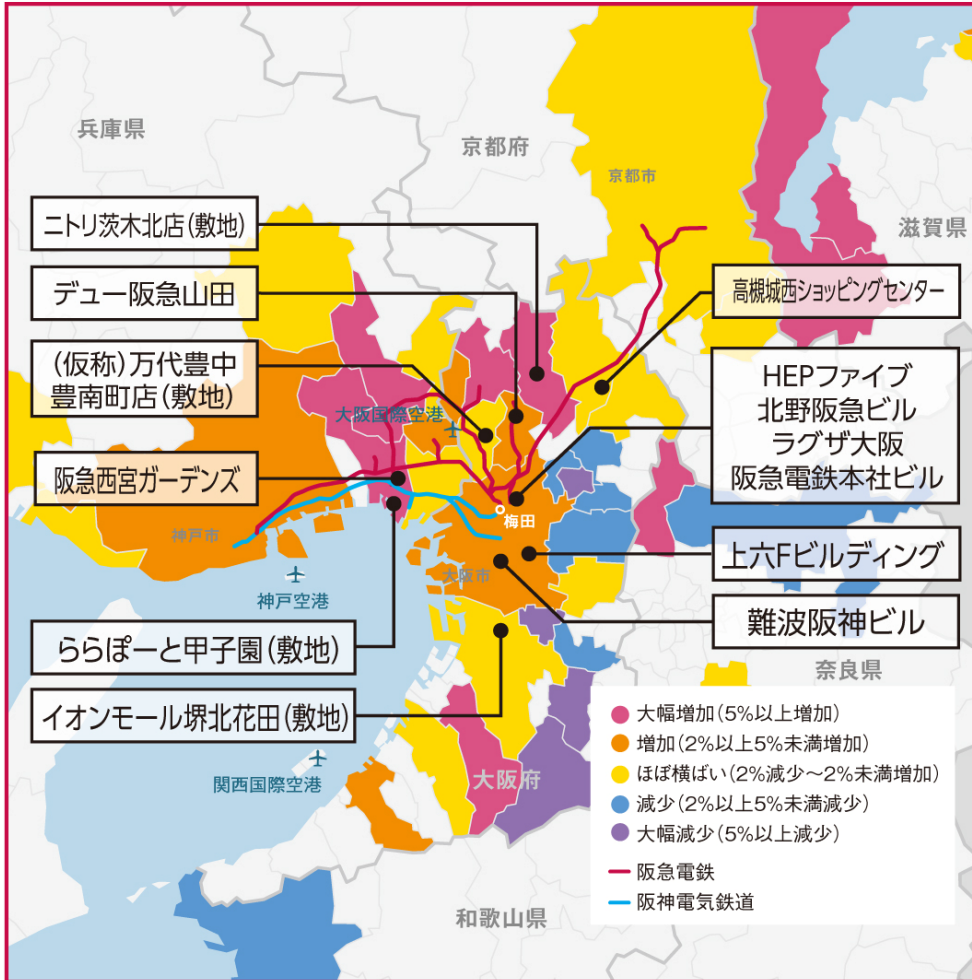 兵庫県
京都府
京都市
滋賀県
ニトリ茨木北店(敷地)
デュー阪急山田
高槻城西ショッピングセンター
(仮称)万代豊中
豊南町店(敷地)
大阪国際空港
HEPファイブ
北野阪急ビル
ラグザ大阪
阪急電鉄本社ビル
阪急西宮ガーデンズ
梅田
神戸市
上六Fビルディング
大阪市
神戸空港
難波阪神ビル
ららぽーと甲子園(敷地)
奈良県
イオンモール堺北花田(敷地)
関西国際空港
大阪府
大幅増加(5%以上増加)
増加(2%以上5%未満増加)
ほぼ横ばい(2%減少～2%未満増加)
減少(2%以上5%未満減少)
大幅減少(5%以上減少)
阪急電鉄
阪神電気鉄道
和歌山県